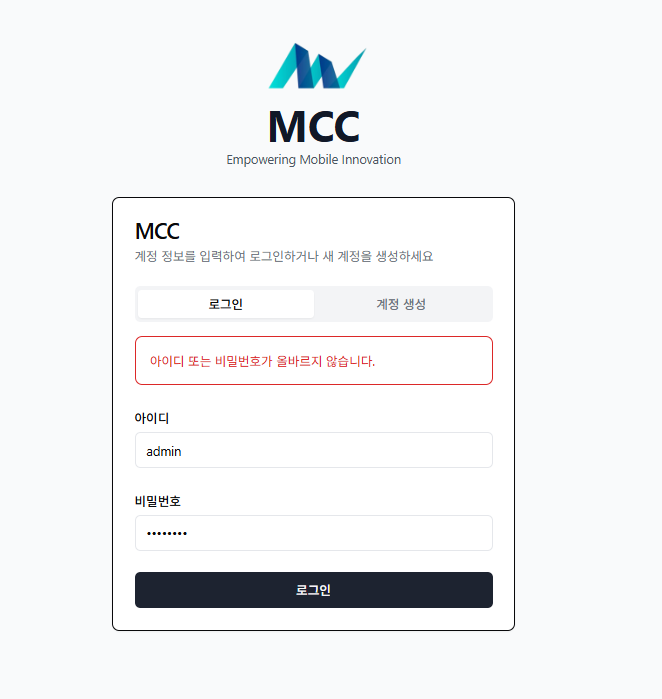 MCC
Empowering Mobile Innovation
MCC
계정 정보를 입력하여 로그인하거나 새 계정을 생성하세요
로그인 계정 생성
아이디 또는 비밀번호가 올바르지 않습니다.
아이디
admin
비밀번호
••••••••
로그인